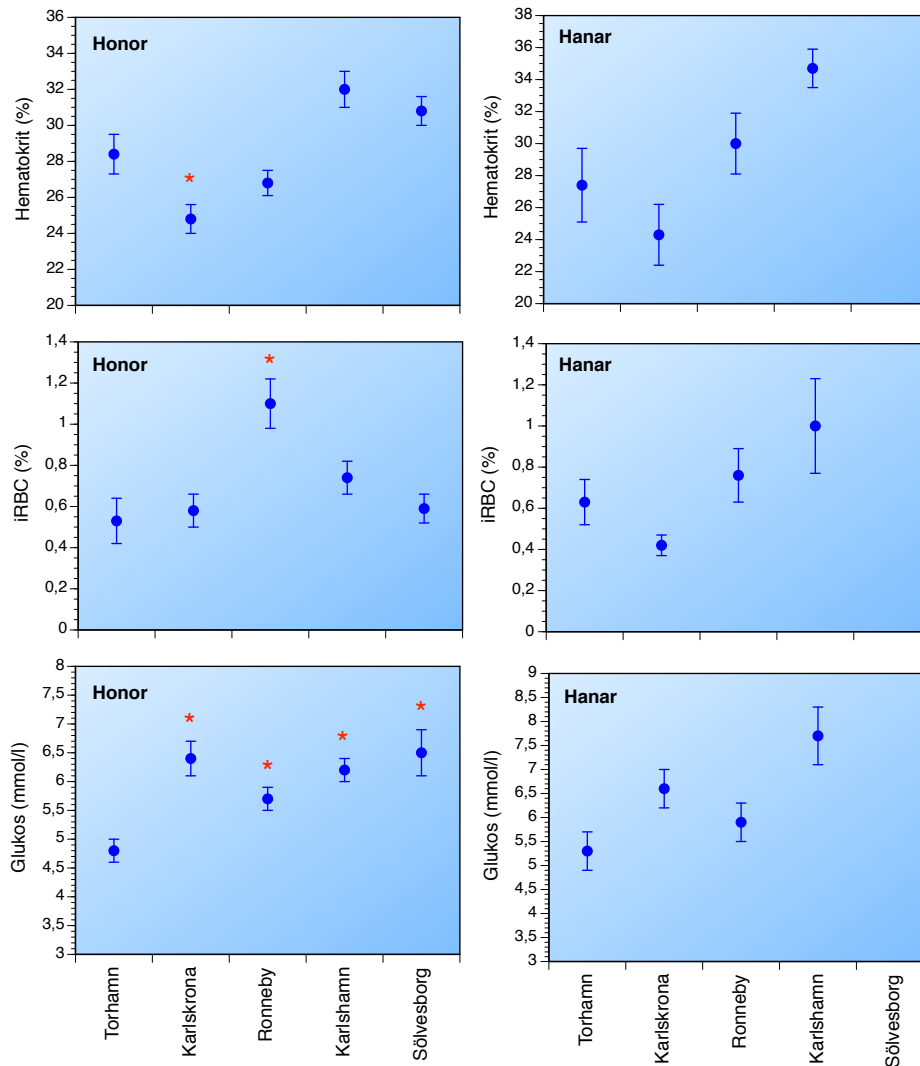 Honor
Hematokrit (%)
36
34
32
30
28
26
24
22
20
*
Hanar
Hematokrit (%)
38
36
34
32
30
28
26
24
22
20
Honor
iRBC (%)
1,4
1,2
1
0,8
0,6
0,4
0,2
0
*
Hanar
iRBC (%)
1,4
1,2
1
0,8
0,6
0,4
0,2
0
Honor
Glukos (mmol/l)
8
7,5
7
6,5
6
5,5
5
4,5
4
3,5
3
*
*
*
*
Torhamn
Karlskrona
Ronneby
Karlshamn
Sölvesborg
Hanar
Glukos (mmol/l)
9
8,5
8
7,5
7
6,5
6
5,5
5
4,5
4
3,5
3
Torhamn
Karlskrona
Ronneby
Karlshamn
Sölvesborg